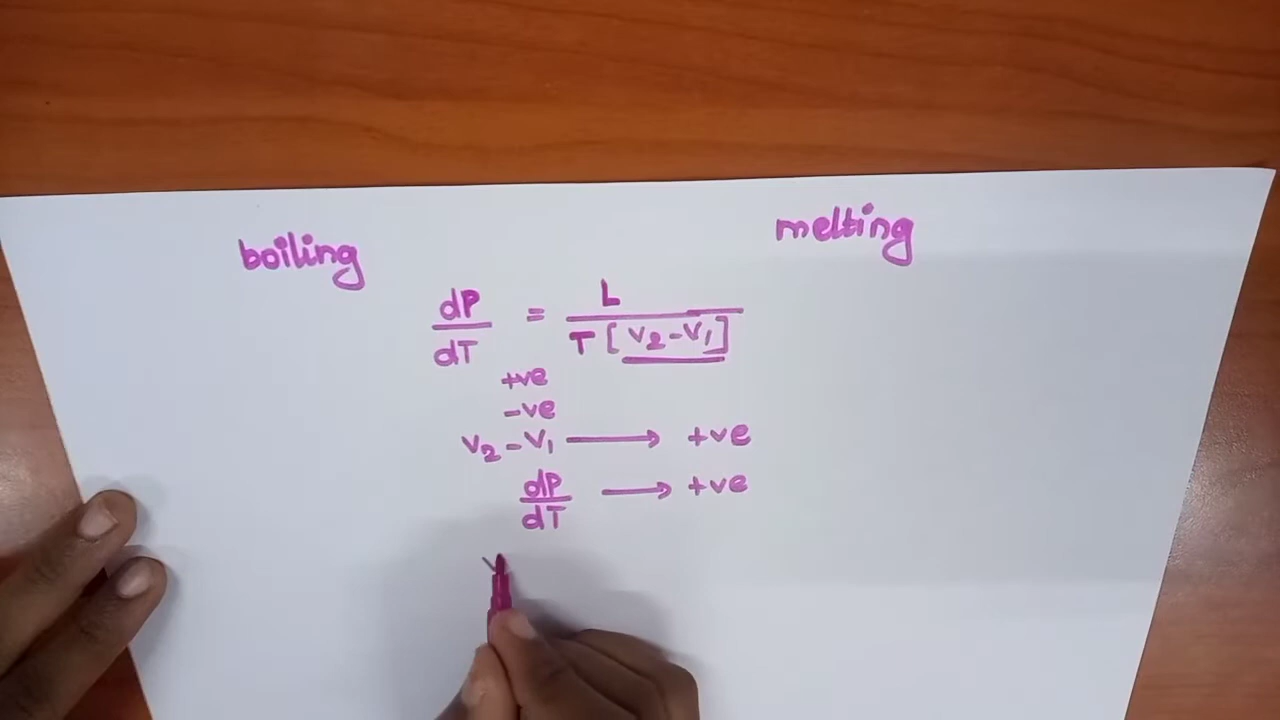 boiling
melting
dP/dT = L/T[V2-V1]
+ve
-ve
V2-V1 → +ve
dP/dT → +ve